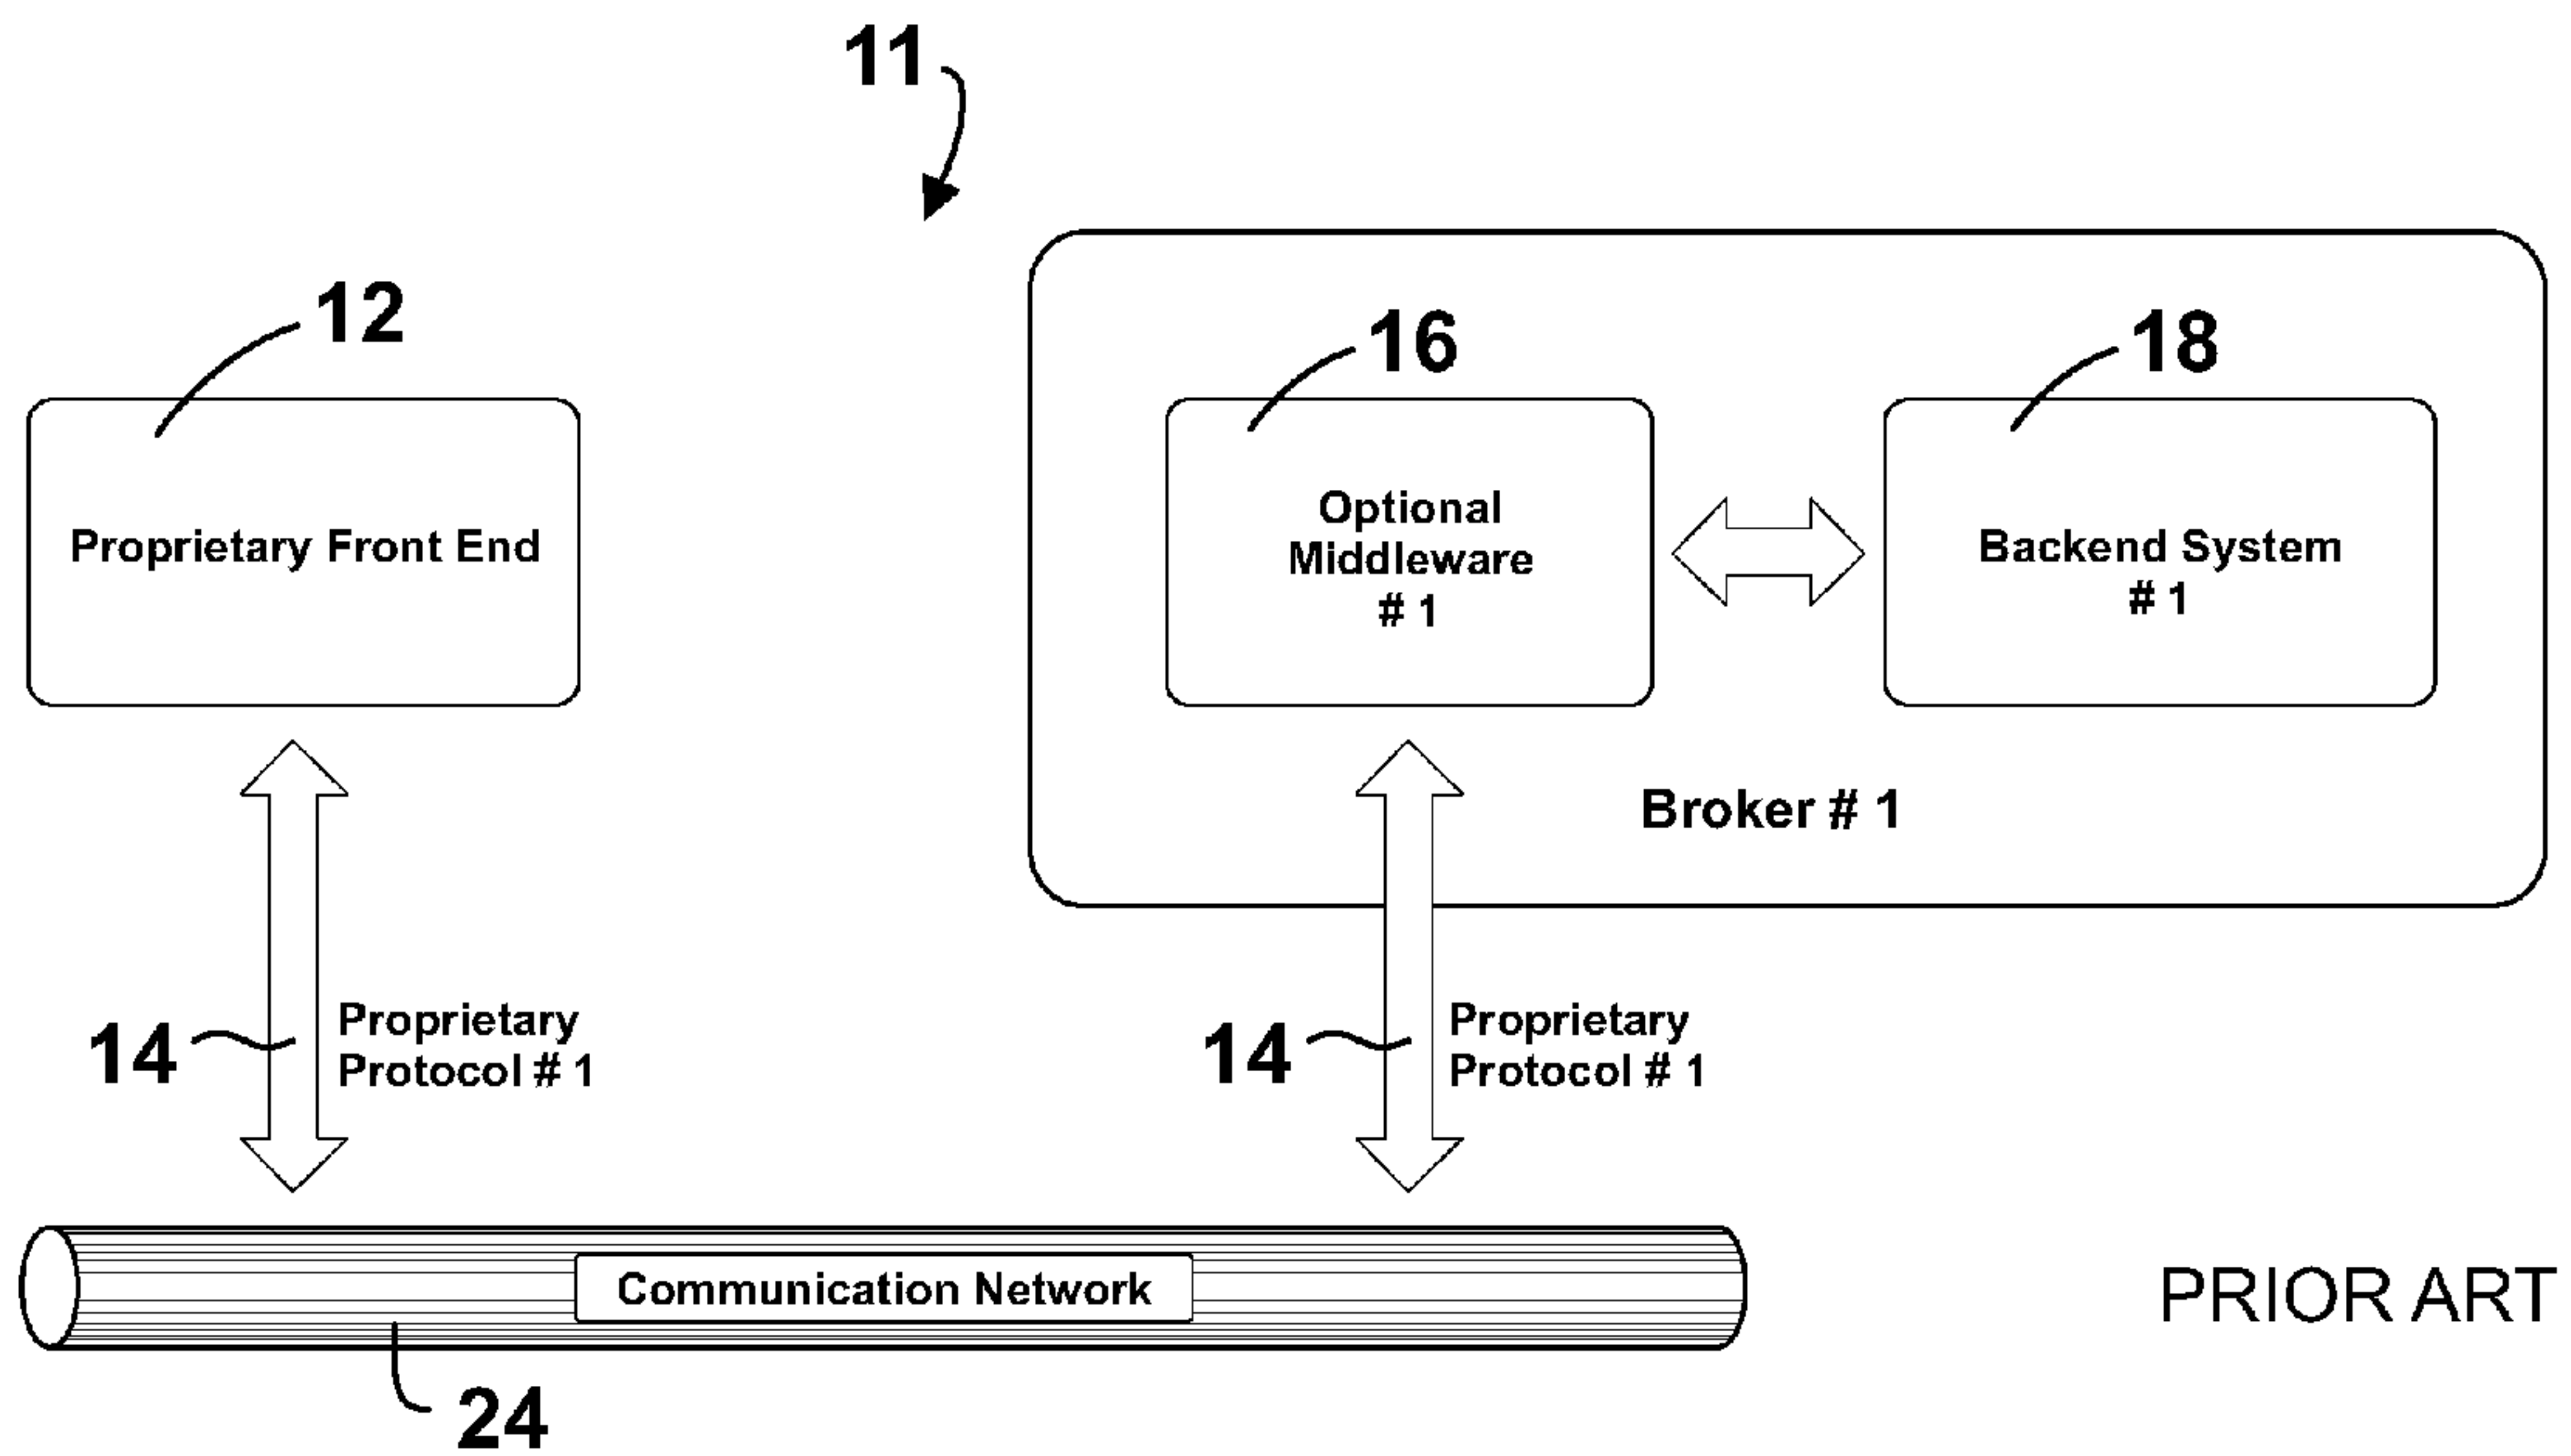 11
12
16
18
Proprietary Front End
Optional
Middleware
# 1
Backend System
# 1
Broker # 1
14
Proprietary
Protocol # 1
14
Proprietary
Protocol # 1
Communication Network
PRIOR ART
24